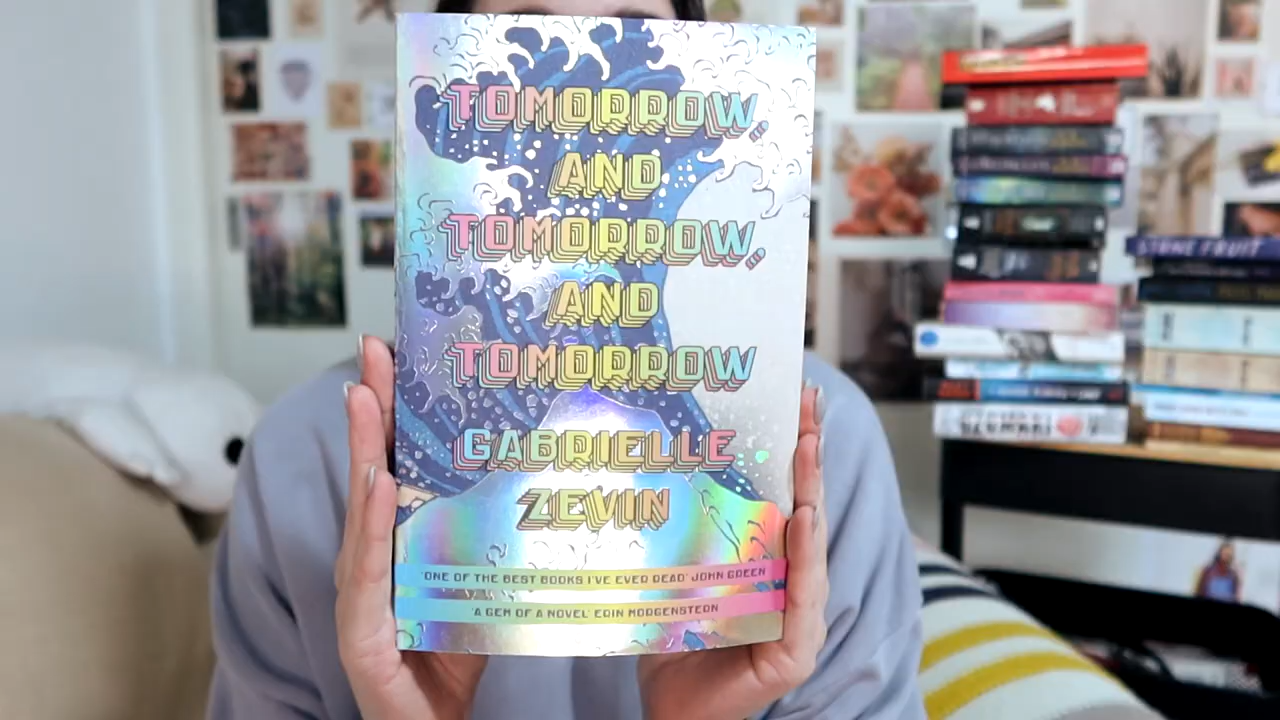 TOMORROW,
AND
TOMORROW,
AND
TOMORROW
GABRIELLE
ZEVIN
'ONE OF THE BEST BOOKS I'VE EVER READ' JOHN GREEN
'A GEM OF A NOVEL' ERIN MORGENSTERN
STONE FRUIT